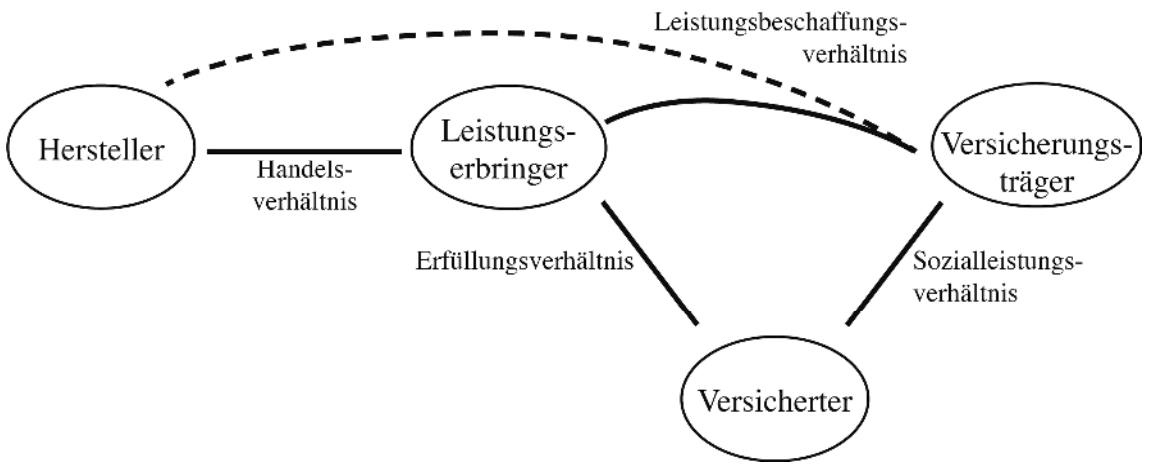 Leistungsbeschaffungs-
verhältnis
Hersteller
Leistungs-
erbringer
Versicherungs-
träger
Handels-
verhältnis
Erfüllungsverhältnis
Sozialleistungs-
verhältnis
Versicherter